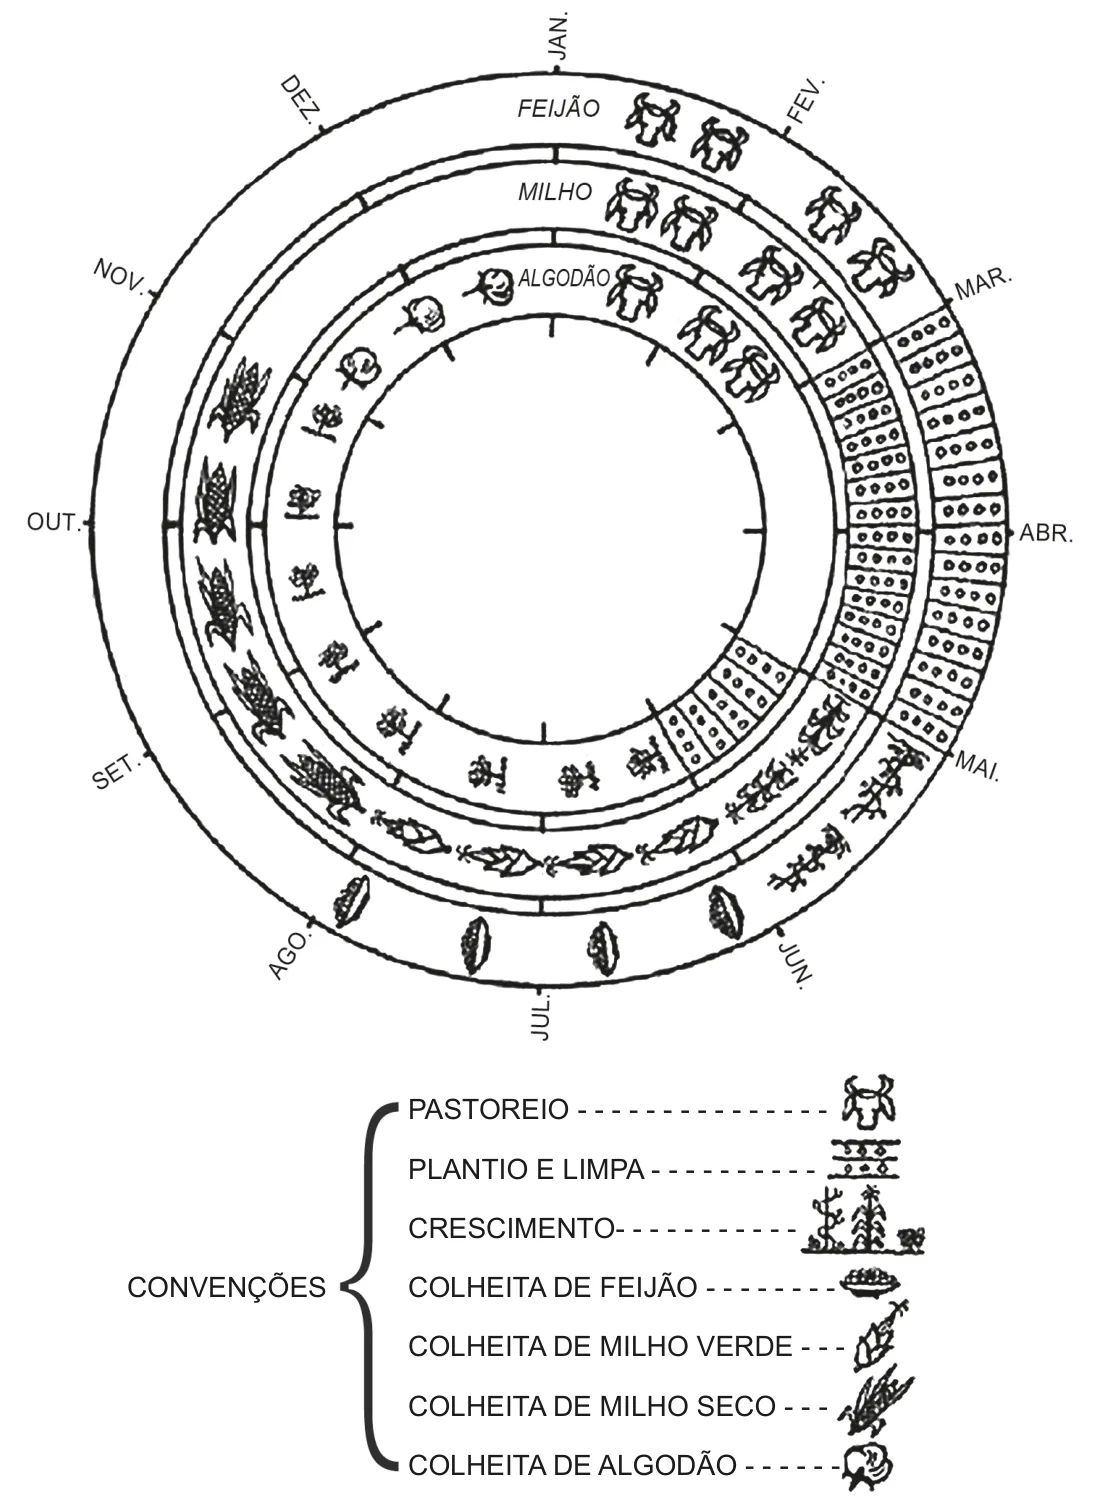 JAN.
FEV.
MAR.
ABR.
MAI.
JUN.
JUL.
AGO.
SET.
OUT.
NOV.
DEZ.
FEIJÃO
MILHO
ALGODÃO
CONVENÇÕES
PASTOREIO
PLANTIO E LIMPA
CRESCIMENTO
COLHEITA DE FEIJÃO
COLHEITA DE MILHO VERDE
COLHEITA DE MILHO SECO
COLHEITA DE ALGODÃO